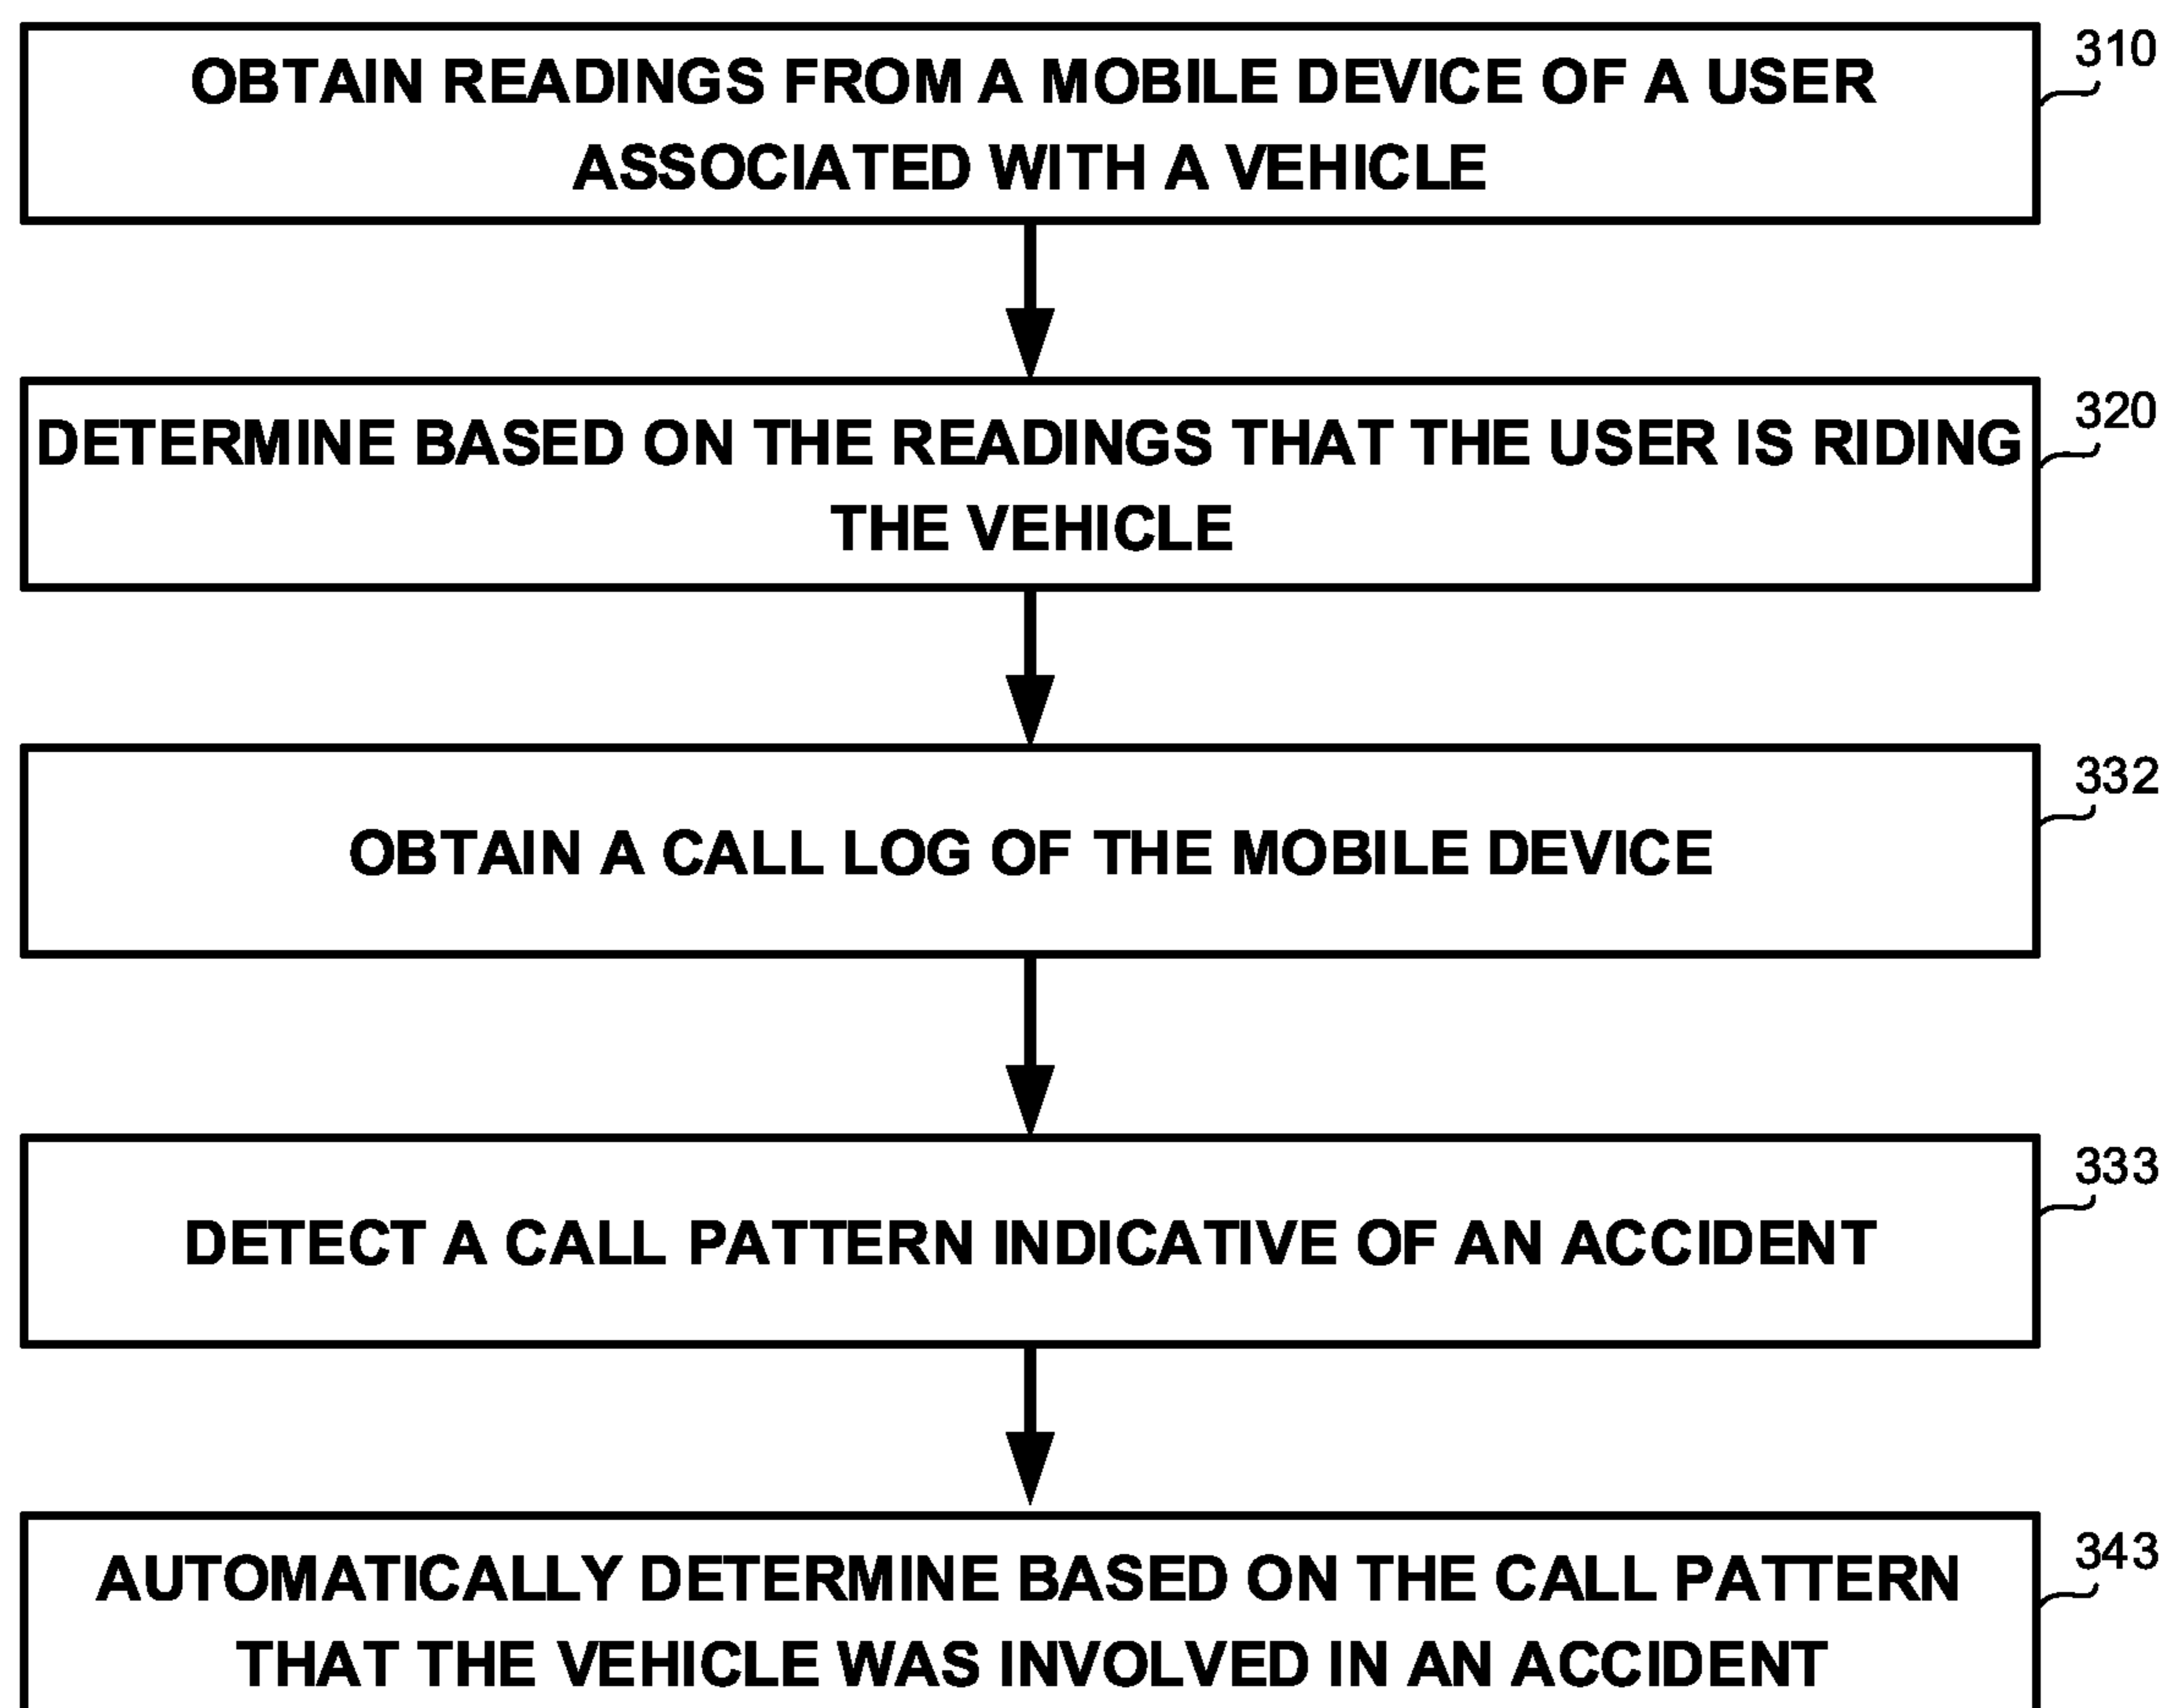 310
OBTAIN READINGS FROM A MOBILE DEVICE OF A USER
ASSOCIATED WITH A VEHICLE
320
DETERMINE BASED ON THE READINGS THAT THE USER IS RIDING
THE VEHICLE
332
OBTAIN A CALL LOG OF THE MOBILE DEVICE
333
DETECT A CALL PATTERN INDICATIVE OF AN ACCIDENT
343
AUTOMATICALLY DETERMINE BASED ON THE CALL PATTERN
THAT THE VEHICLE WAS INVOLVED IN AN ACCIDENT